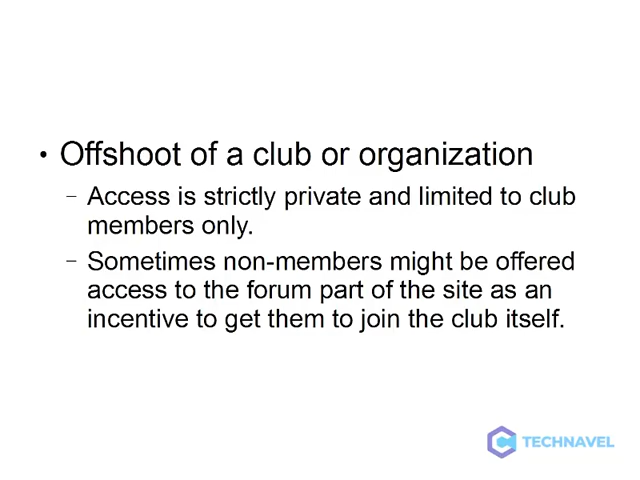 • Offshoot of a club or organization
– Access is strictly private and limited to club
members only.
– Sometimes non-members might be offered
access to the forum part of the site as an
incentive to get them to join the club itself.
TECHNAVEL